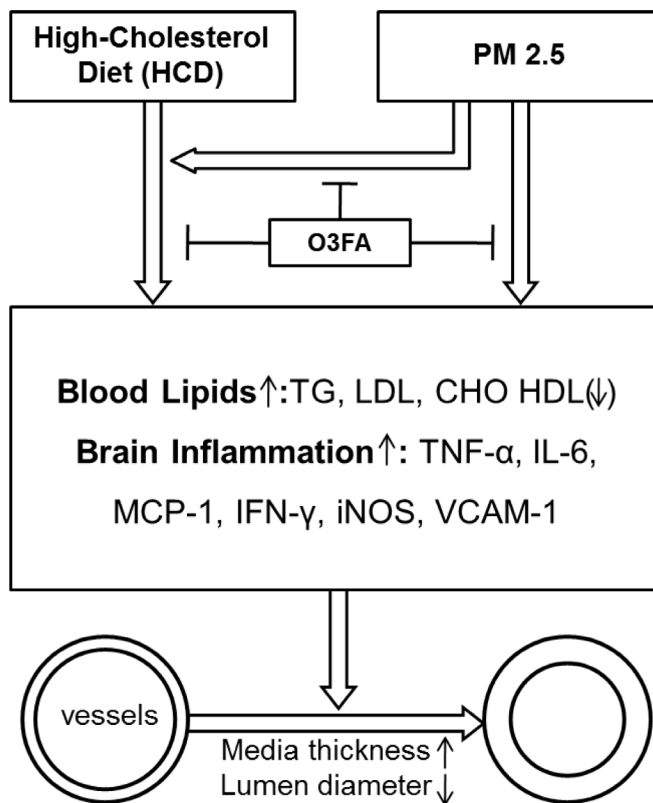 High-Cholesterol
Diet (HCD)
PM 2.5
O3FA
Blood Lipids↑:TG, LDL, CHO HDL(↓)
Brain Inflammation↑: TNF-α, IL-6,
MCP-1, IFN-γ, iNOS, VCAM-1
vessels
Media thickness↑
Lumen diameter↓